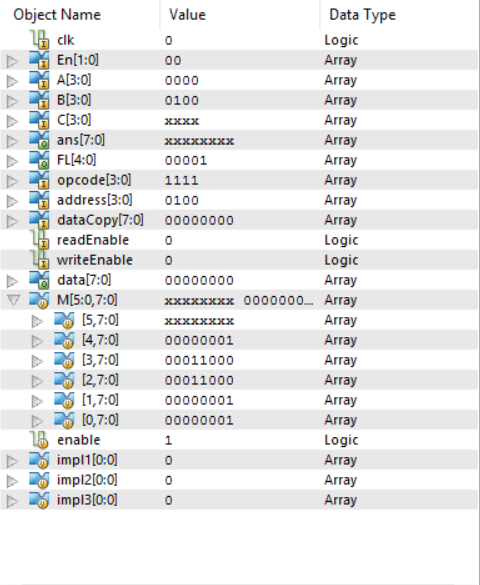 Object Name Value Data Type
clk 0 Logic
En[1:0] 00 Array
A[3:0] 0000 Array
B[3:0] 0100 Array
C[3:0] xxxx Array
ans[7:0] xxxxxxxx Array
FL[4:0] 00001 Array
opcode[3:0] 1111 Array
address[3:0] 0100 Array
dataCopy[7:0] 00000000 Array
readEnable 0 Logic
writeEnable 0 Logic
data[7:0] 00000000 Array
M[5:0,7:0] xxxxxxxx 0000000... Array
[5,7:0] xxxxxxxx Array
[4,7:0] 00000001 Array
[3,7:0] 00011000 Array
[2,7:0] 00011000 Array
[1,7:0] 00000001 Array
[0,7:0] 00000001 Array
enable 1 Logic
impl1[0:0] 0 Array
impl2[0:0] 0 Array
impl3[0:0] 0 Array